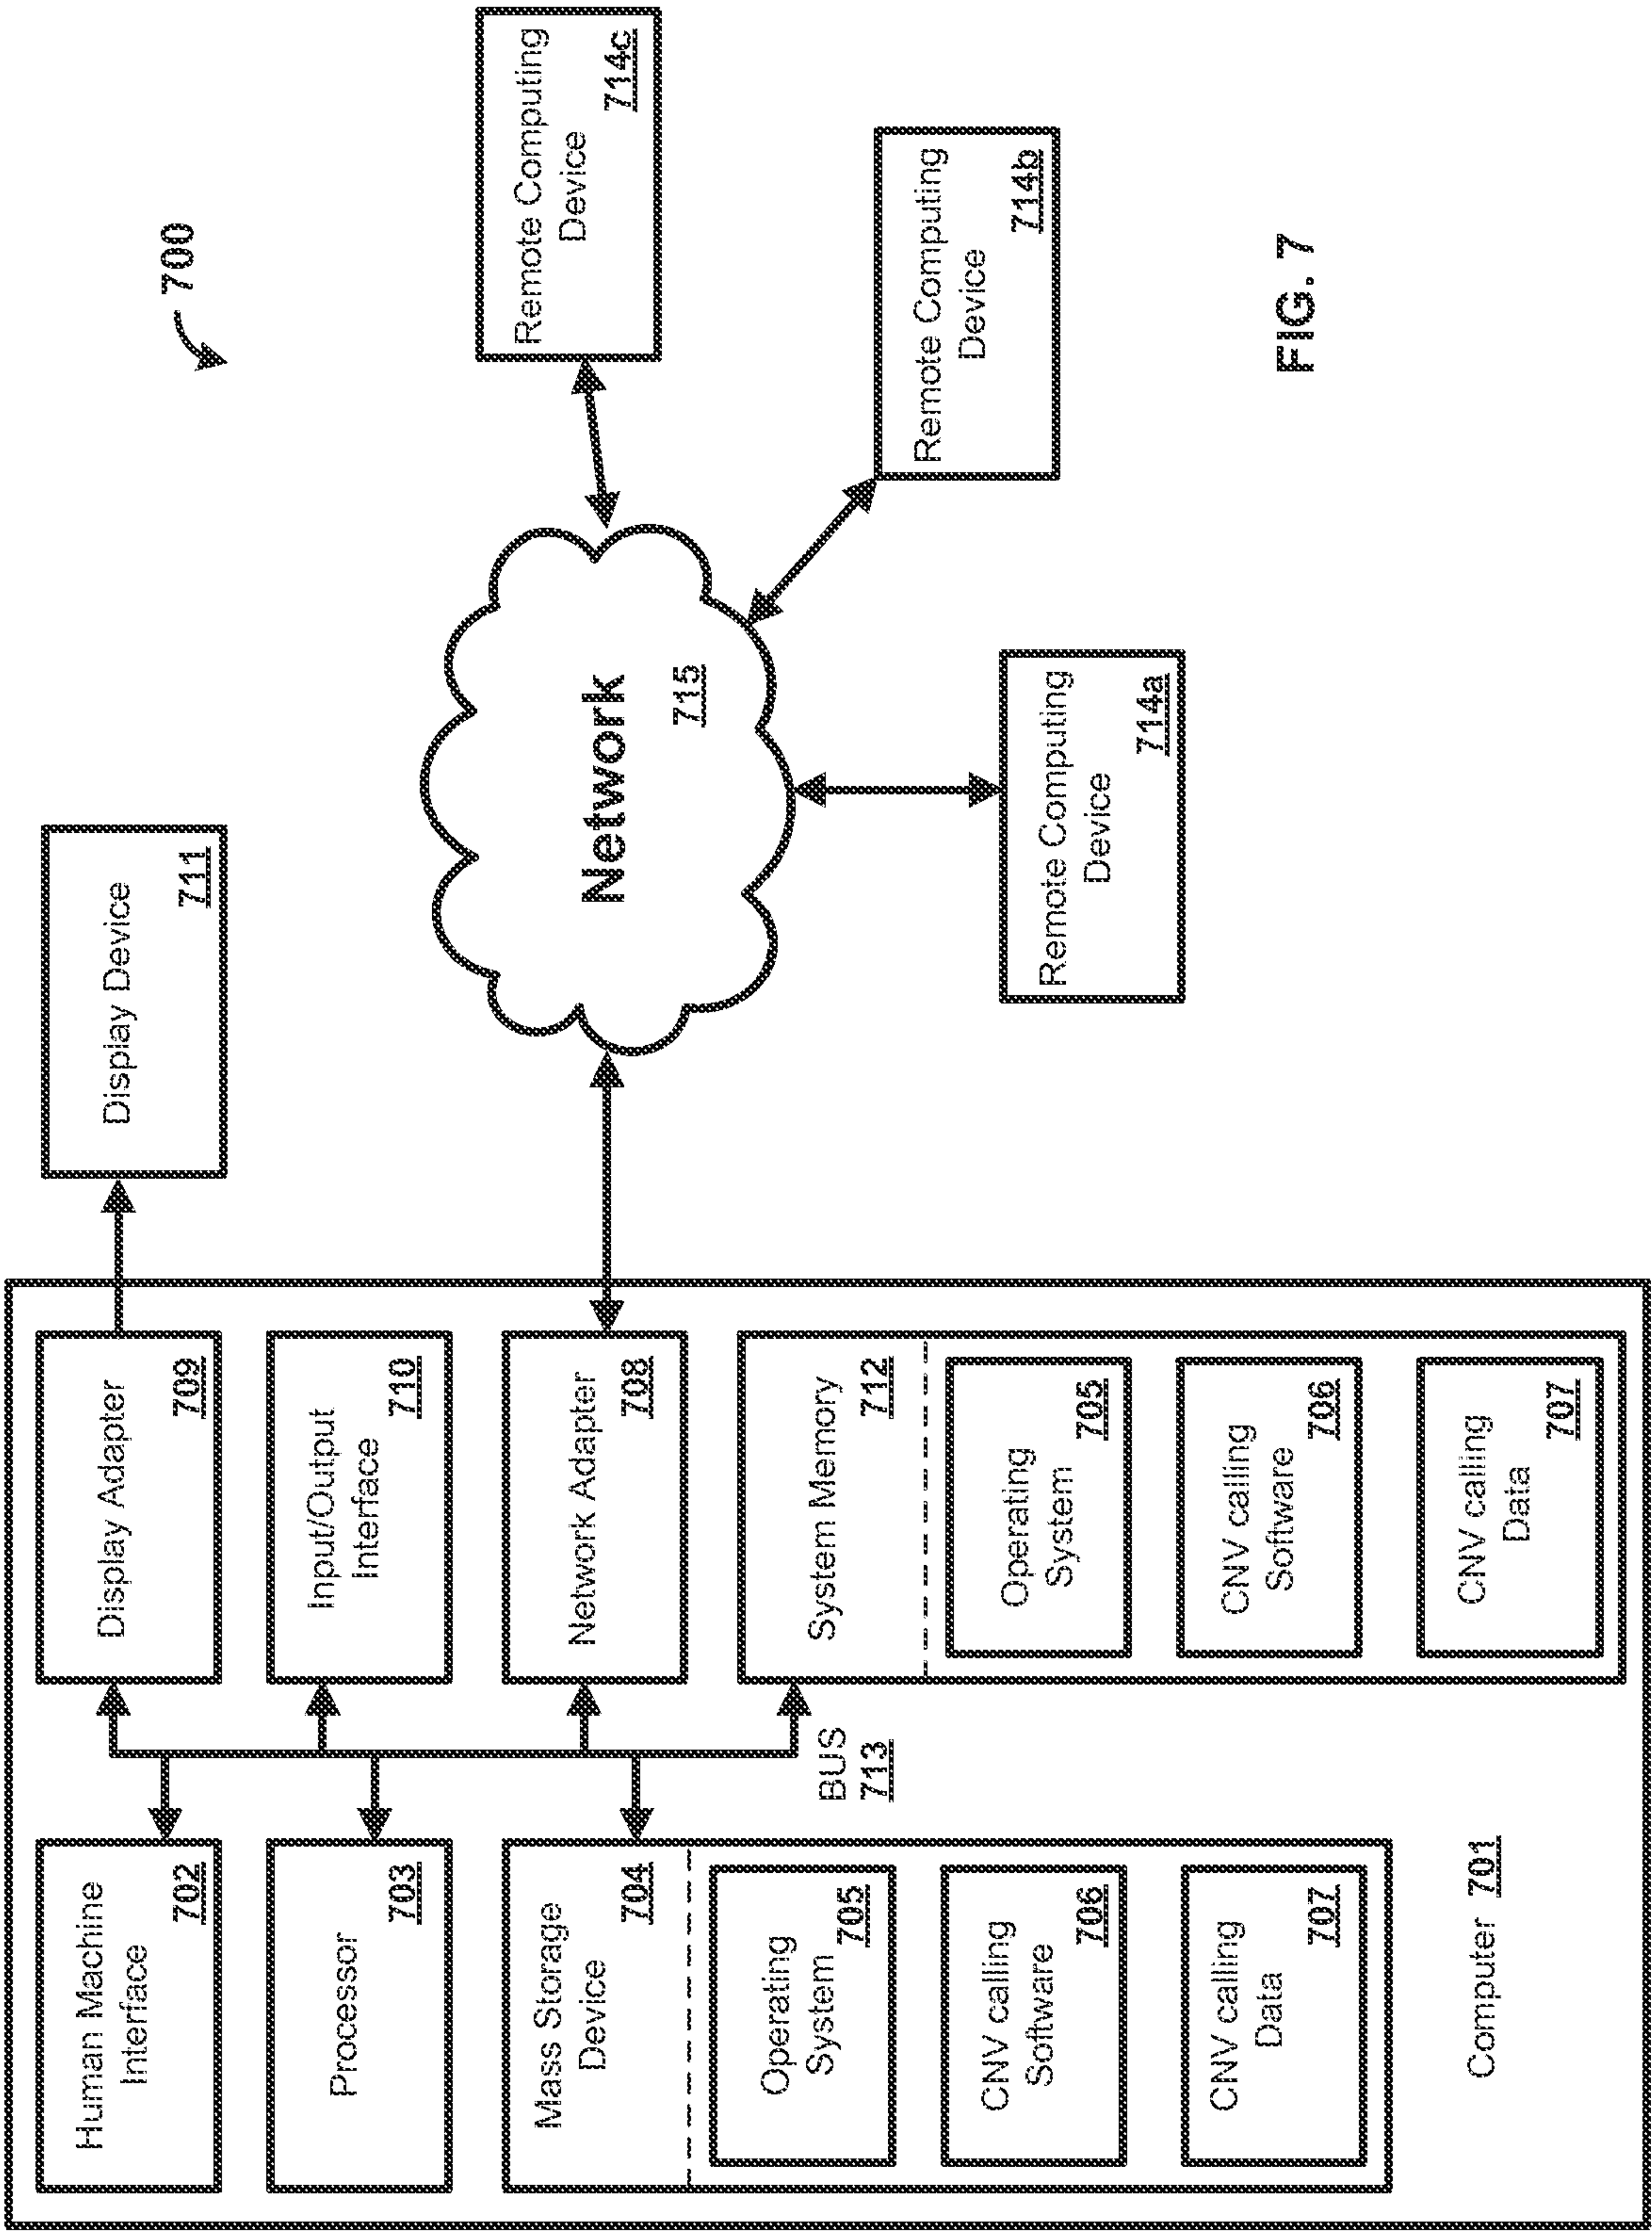 700
Human Machine
Interface
702
Processor
703
Mass Storage
Device
704
Operating
System
705
CNV calling
Software
706
CNV calling
Data
707
Computer 701
BUS
713
Display Adapter
709
Input/Output
Interface
710
Network Adapter
708
System Memory
712
Operating
System
705
CNV calling
Software
706
CNV calling
Data
707
Display Device
711
Network
715
Remote Computing
Device
714a
Remote Computing
Device
714b
Remote Computing
Device
714c
FIG. 7